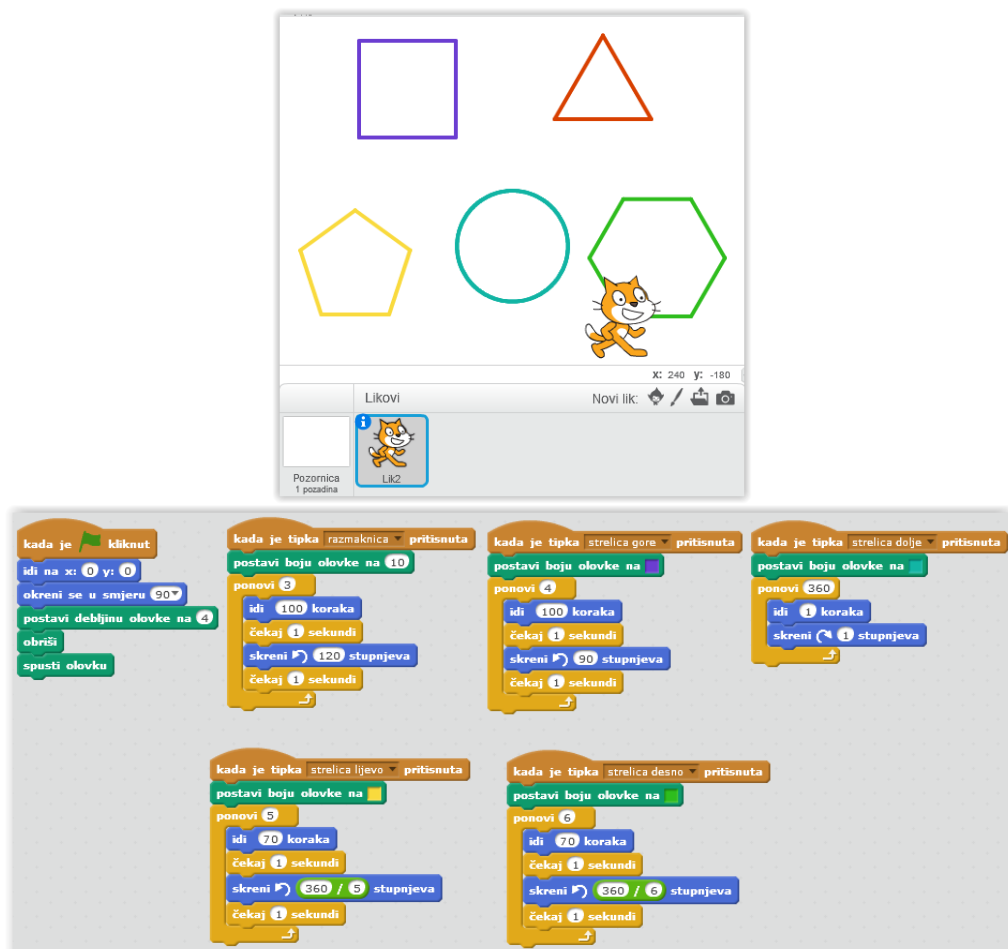 x: 240 y: -180
Likovi
Novi lik:
Pozornica
1 pozadina
Lik2
kada je kliknut
idi na x: 0 y: 0
okreni se u smjeru 90
postavi debljinu olovke na 4
obriši
spusti olovku
kada je tipka razmaknica pritisnuta
postavi boju olovke na 10
ponovi 3
idi 100 koraka
čekaj 1 sekundi
skreni 120 stupnjeva
čekaj 1 sekundi
kada je tipka strelica gore pritisnuta
postavi boju olovke na
ponovi 4
idi 100 koraka
čekaj 1 sekundi
skreni 90 stupnjeva
čekaj 1 sekundi
kada je tipka strelica dolje pritisnuta
postavi boju olovke na
ponovi 360
idi 1 koraka
skreni 1 stupnjeva
kada je tipka strelica lijevo pritisnuta
postavi boju olovke na
ponovi 5
idi 70 koraka
čekaj 1 sekundi
skreni 360 / 5 stupnjeva
čekaj 1 sekundi
kada je tipka strelica desno pritisnuta
postavi boju olovke na
ponovi 6
idi 70 koraka
čekaj 1 sekundi
skreni 360 / 6 stupnjeva
čekaj 1 sekundi